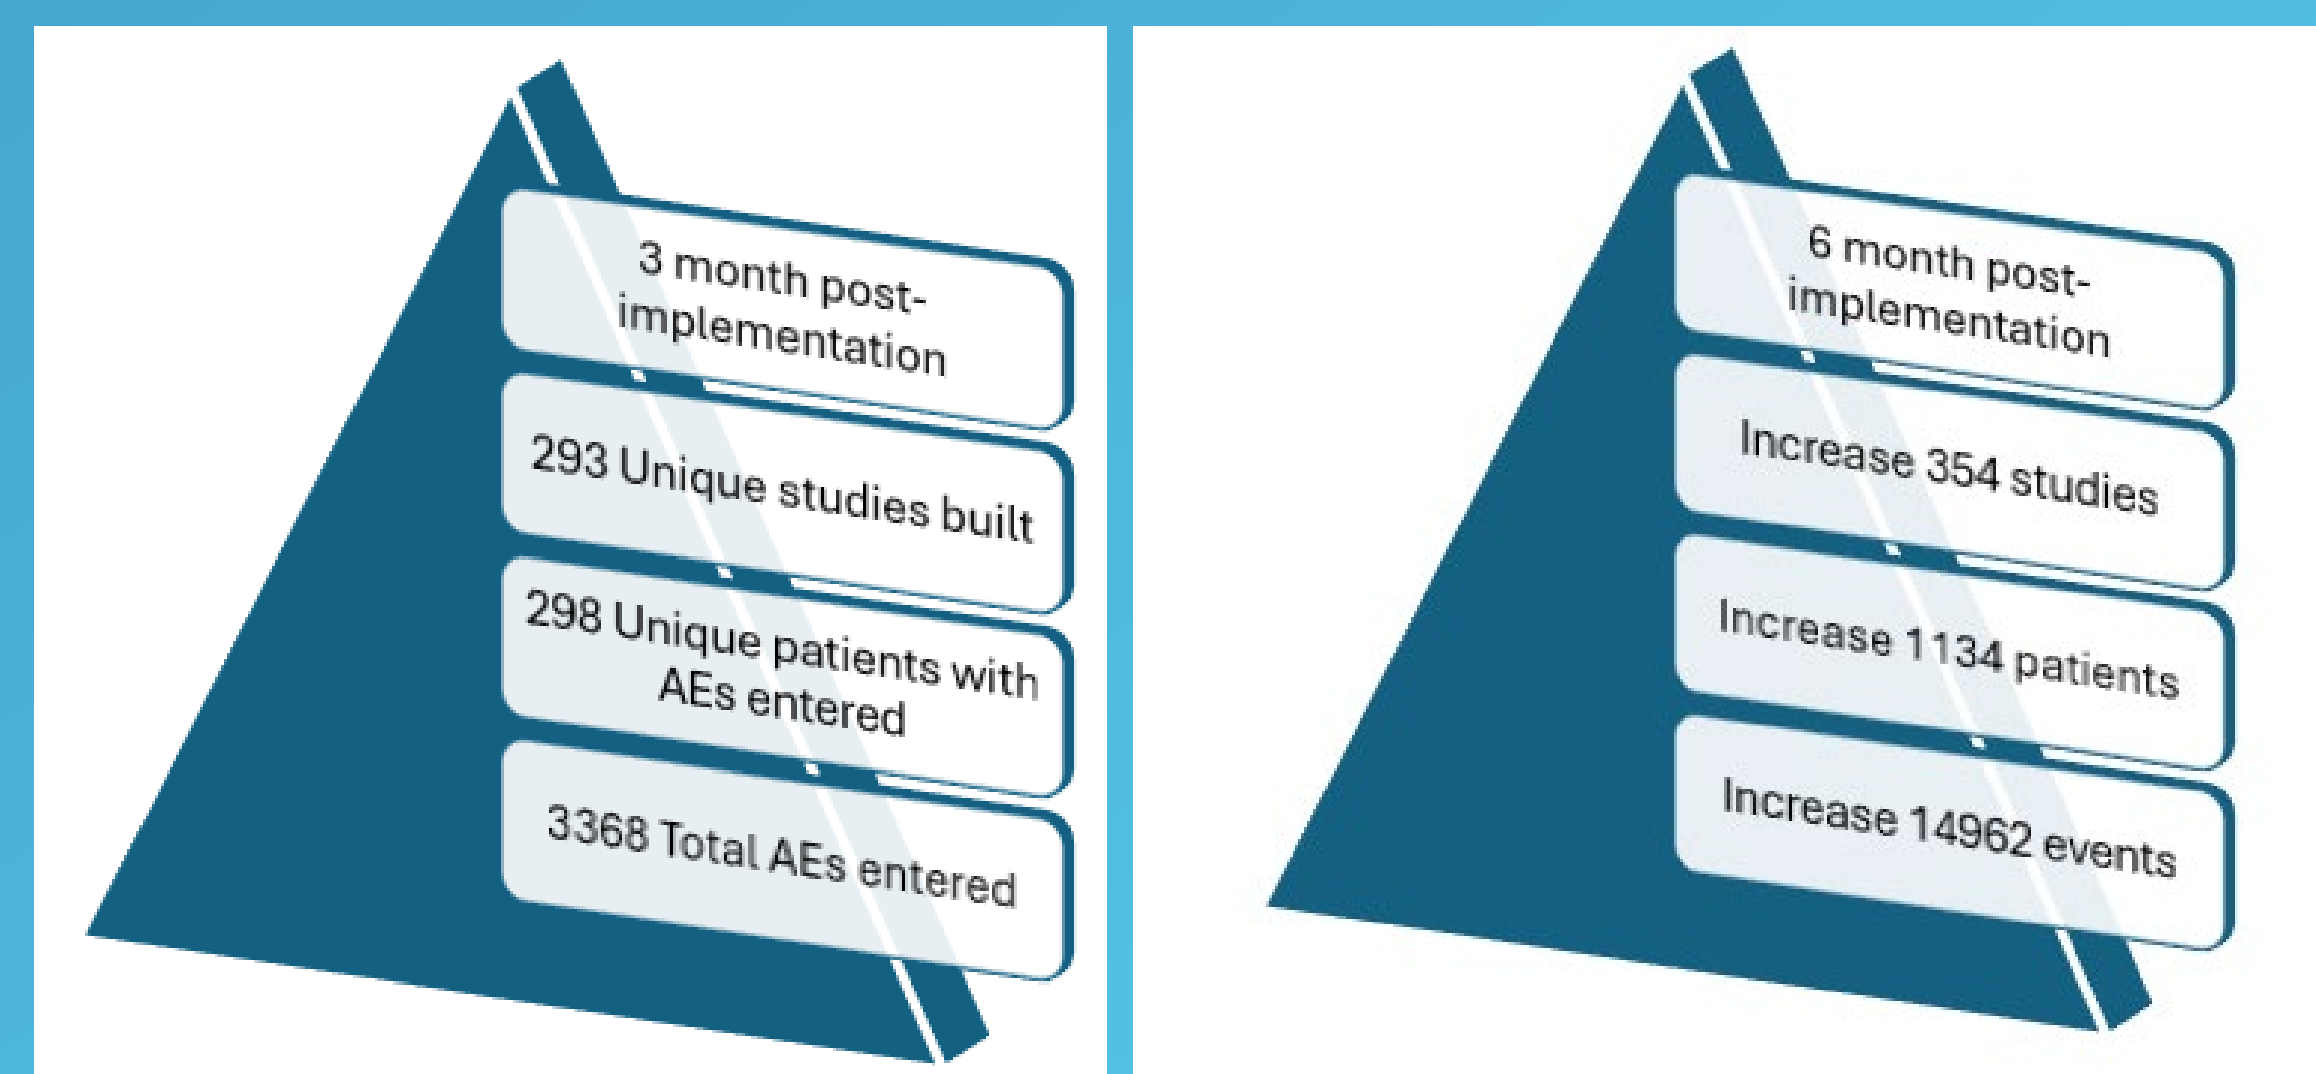 3 month post-
implementation
293 Unique studies built
298 Unique patients with
AEs entered
3368 Total AEs entered
6 month post-
implementation
Increase 354 studies
Increase 1134 patients
Increase 14962 events